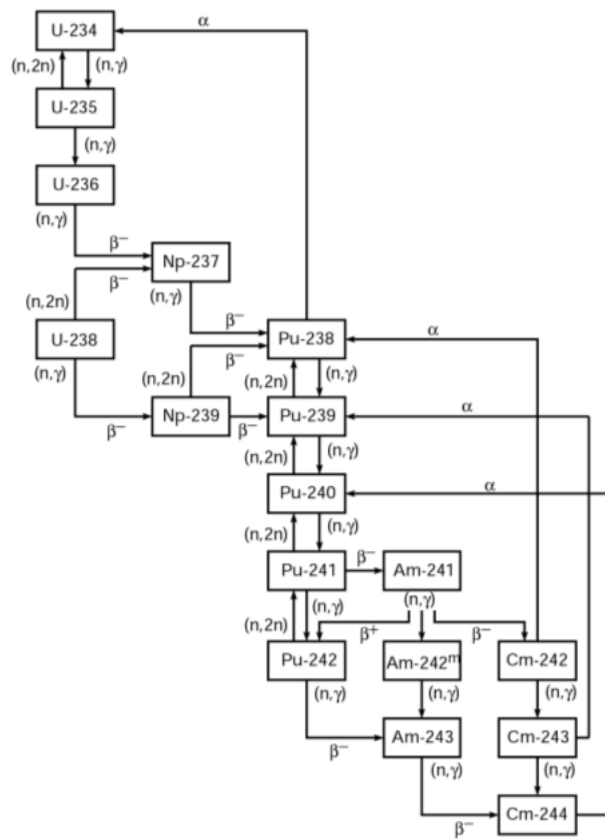 α
U-234
(n,2n) (n,γ)
U-235
(n,γ)
U-236
(n,γ)
β−
Np-237
β−
(n,2n) (n,γ)
U-238
β−
Pu-238
α
(n,γ)
β−
(n,2n) (n,2n) (n,γ)
β− Np-239 β− Pu-239
α
(n,2n) (n,γ)
Pu-240
α
(n,2n) (n,γ)
Pu-241 β− Am-241
(n,γ) (n,γ)
(n,2n) β+ β−
Pu-242 Am-242m Cm-242
(n,γ) (n,γ) (n,γ)
β− Am-243 Cm-243
(n,γ) (n,γ)
β− Cm-244